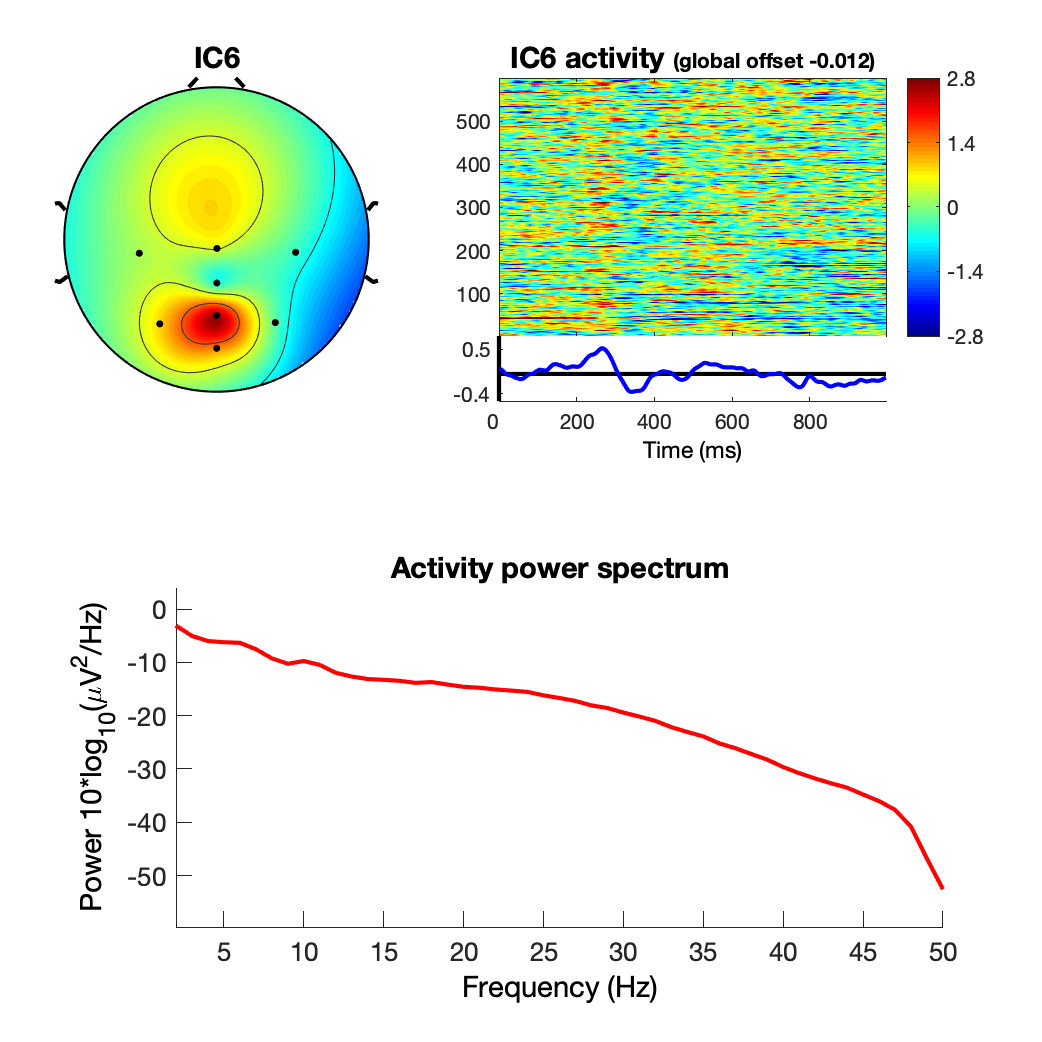 IC6
IC6 activity (global offset -0.012)
500
400
300
200
100
2.8
1.4
0
-1.4
-2.8
0.5
-0.4
0 200 400 600 800
Time (ms)
Activity power spectrum
Power 10*log10(μV2/Hz)
0
-10
-20
-30
-40
-50
5 10 15 20 25 30 35 40 45 50
Frequency (Hz)